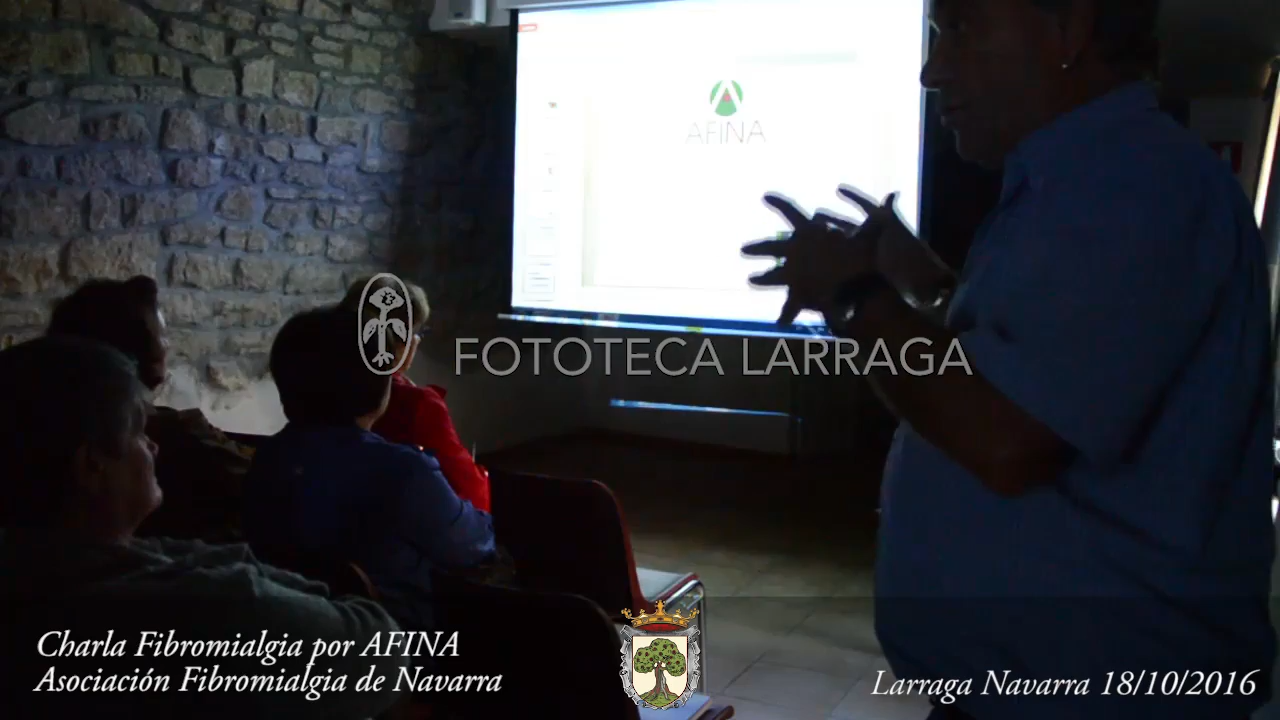 AFINA
FOTOTECA LARRAGA
Charla Fibromialgia por AFINA
Asociación Fibromialgia de Navarra
Larraga Navarra 18/10/2016